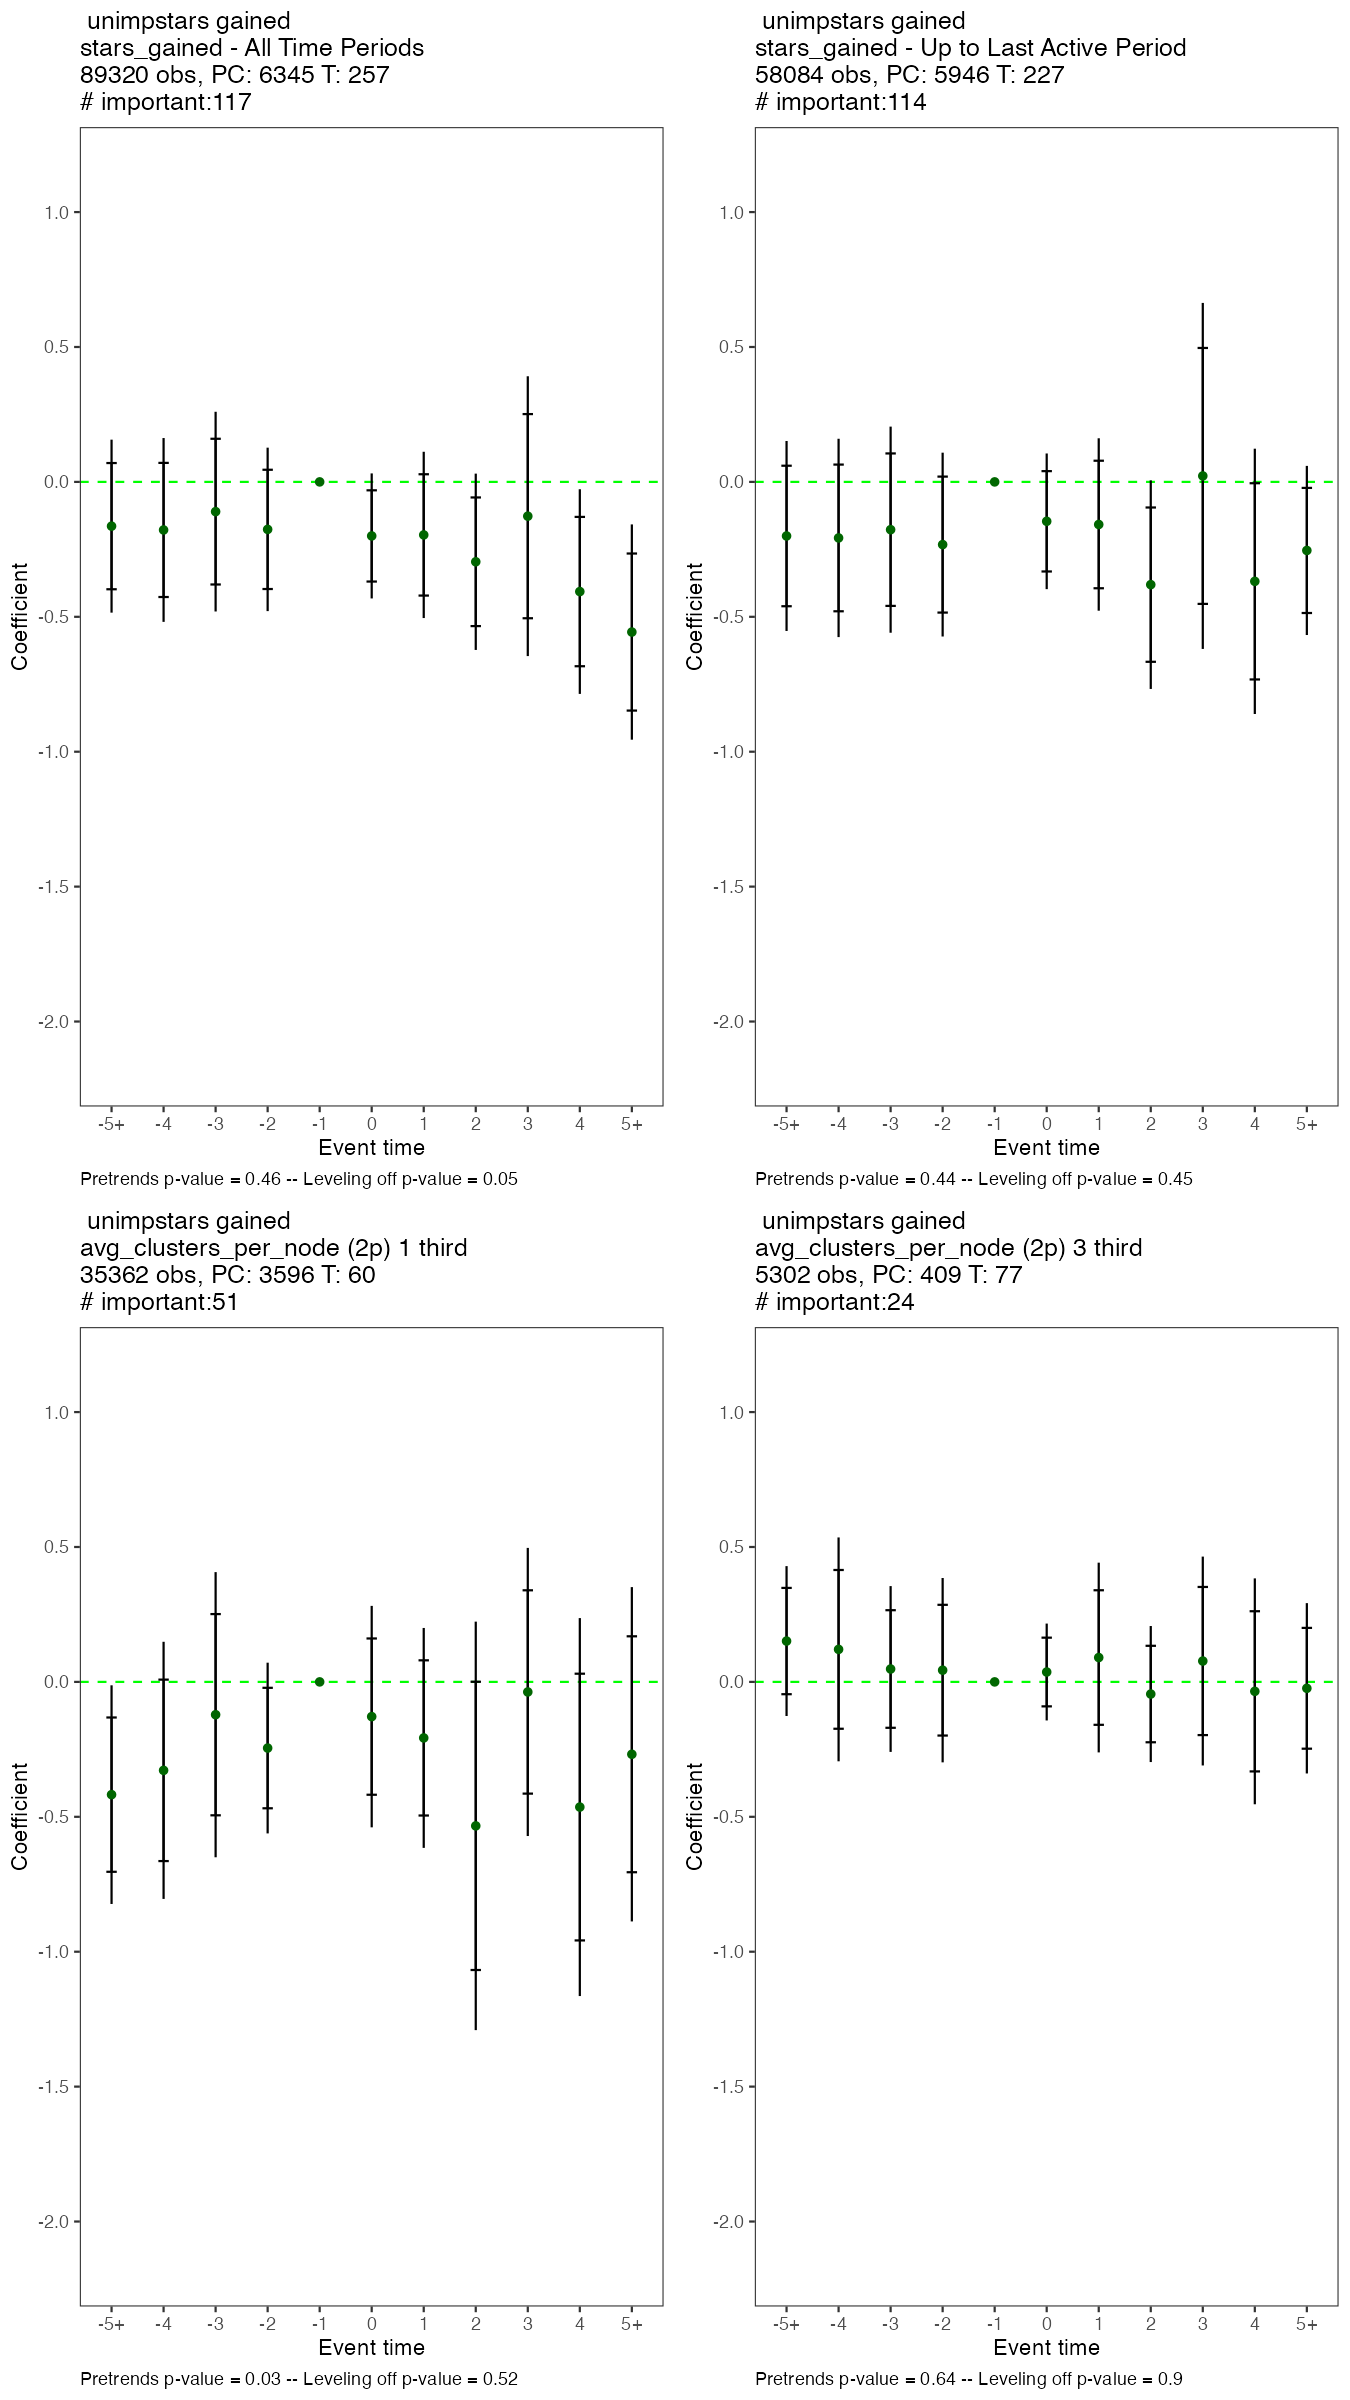 unimpstars gained
stars_gained - All Time Periods
89320 obs, PC: 6345 T: 257
# important:117
1.0
0.5
0.0
-0.5
-1.0
-1.5
-2.0
Coefficient
-5+ -4 -3 -2 -1 0 1 2 3 4 5+
Event time
Pretrends p-value = 0.46 -- Leveling off p-value = 0.05
unimpstars gained
stars_gained - Up to Last Active Period
58084 obs, PC: 5946 T: 227
# important:114
1.0
0.5
0.0
-0.5
-1.0
-1.5
-2.0
Coefficient
-5+ -4 -3 -2 -1 0 1 2 3 4 5+
Event time
Pretrends p-value = 0.44 -- Leveling off p-value = 0.45
unimpstars gained
avg_clusters_per_node (2p) 1 third
35362 obs, PC: 3596 T: 60
# important:51
1.0
0.5
0.0
-0.5
-1.0
-1.5
-2.0
Coefficient
-5+ -4 -3 -2 -1 0 1 2 3 4 5+
Event time
Pretrends p-value = 0.03 -- Leveling off p-value = 0.52
unimpstars gained
avg_clusters_per_node (2p) 3 third
5302 obs, PC: 409 T: 77
# important:24
1.0
0.5
0.0
-0.5
-1.0
-1.5
-2.0
Coefficient
-5+ -4 -3 -2 -1 0 1 2 3 4 5+
Event time
Pretrends p-value = 0.64 -- Leveling off p-value = 0.9